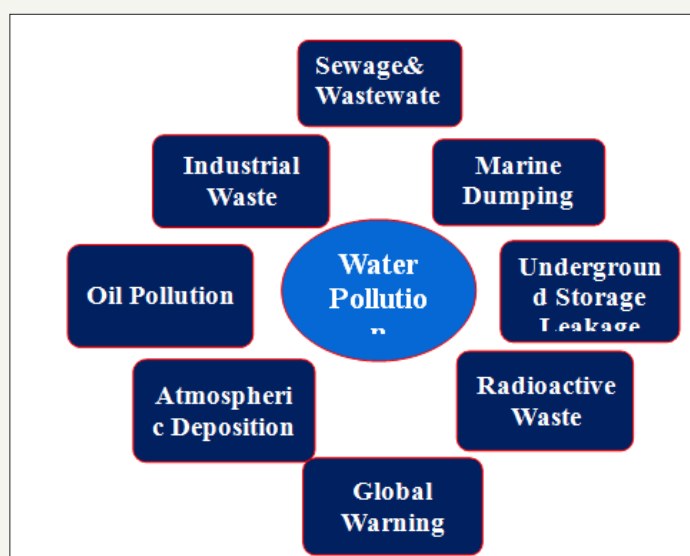 Sewage&
Wastewate
Industrial
Waste
Marine
Dumping
Water
Pollutio
n
Oil Pollution
Undergroun
d Storage
Leakage
Atmospheri
c Deposition
Radioactive
Waste
Global
Warning